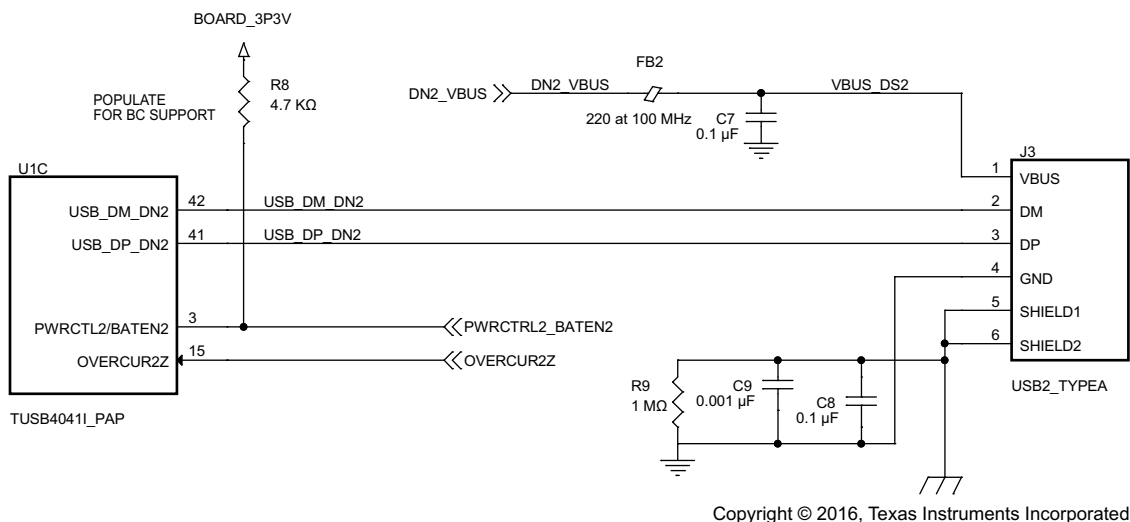 BOARD_3P3V
R8
4.7 KΩ
POPULATE
FOR BC SUPPORT
FB2
DN2_VBUS
DN2_VBUS
VBUS_DS2
220 at 100 MHz
C7
0.1 µF
U1C
J3
USB_DM_DN2
42
USB_DM_DN2
USB_DP_DN2
41
USB_DP_DN2
PWRCTL2/BATEN2
3
PWRCTRL2_BATEN2
OVERCUR2Z
15
OVERCUR2Z
TUSB4041I_PAP
1
VBUS
2
DM
3
DP
4
GND
5
SHIELD1
6
SHIELD2
USB2_TYPEA
R9
1 MΩ
C9
0.001 µF
C8
0.1 µF
Copyright © 2016, Texas Instruments Incorporated